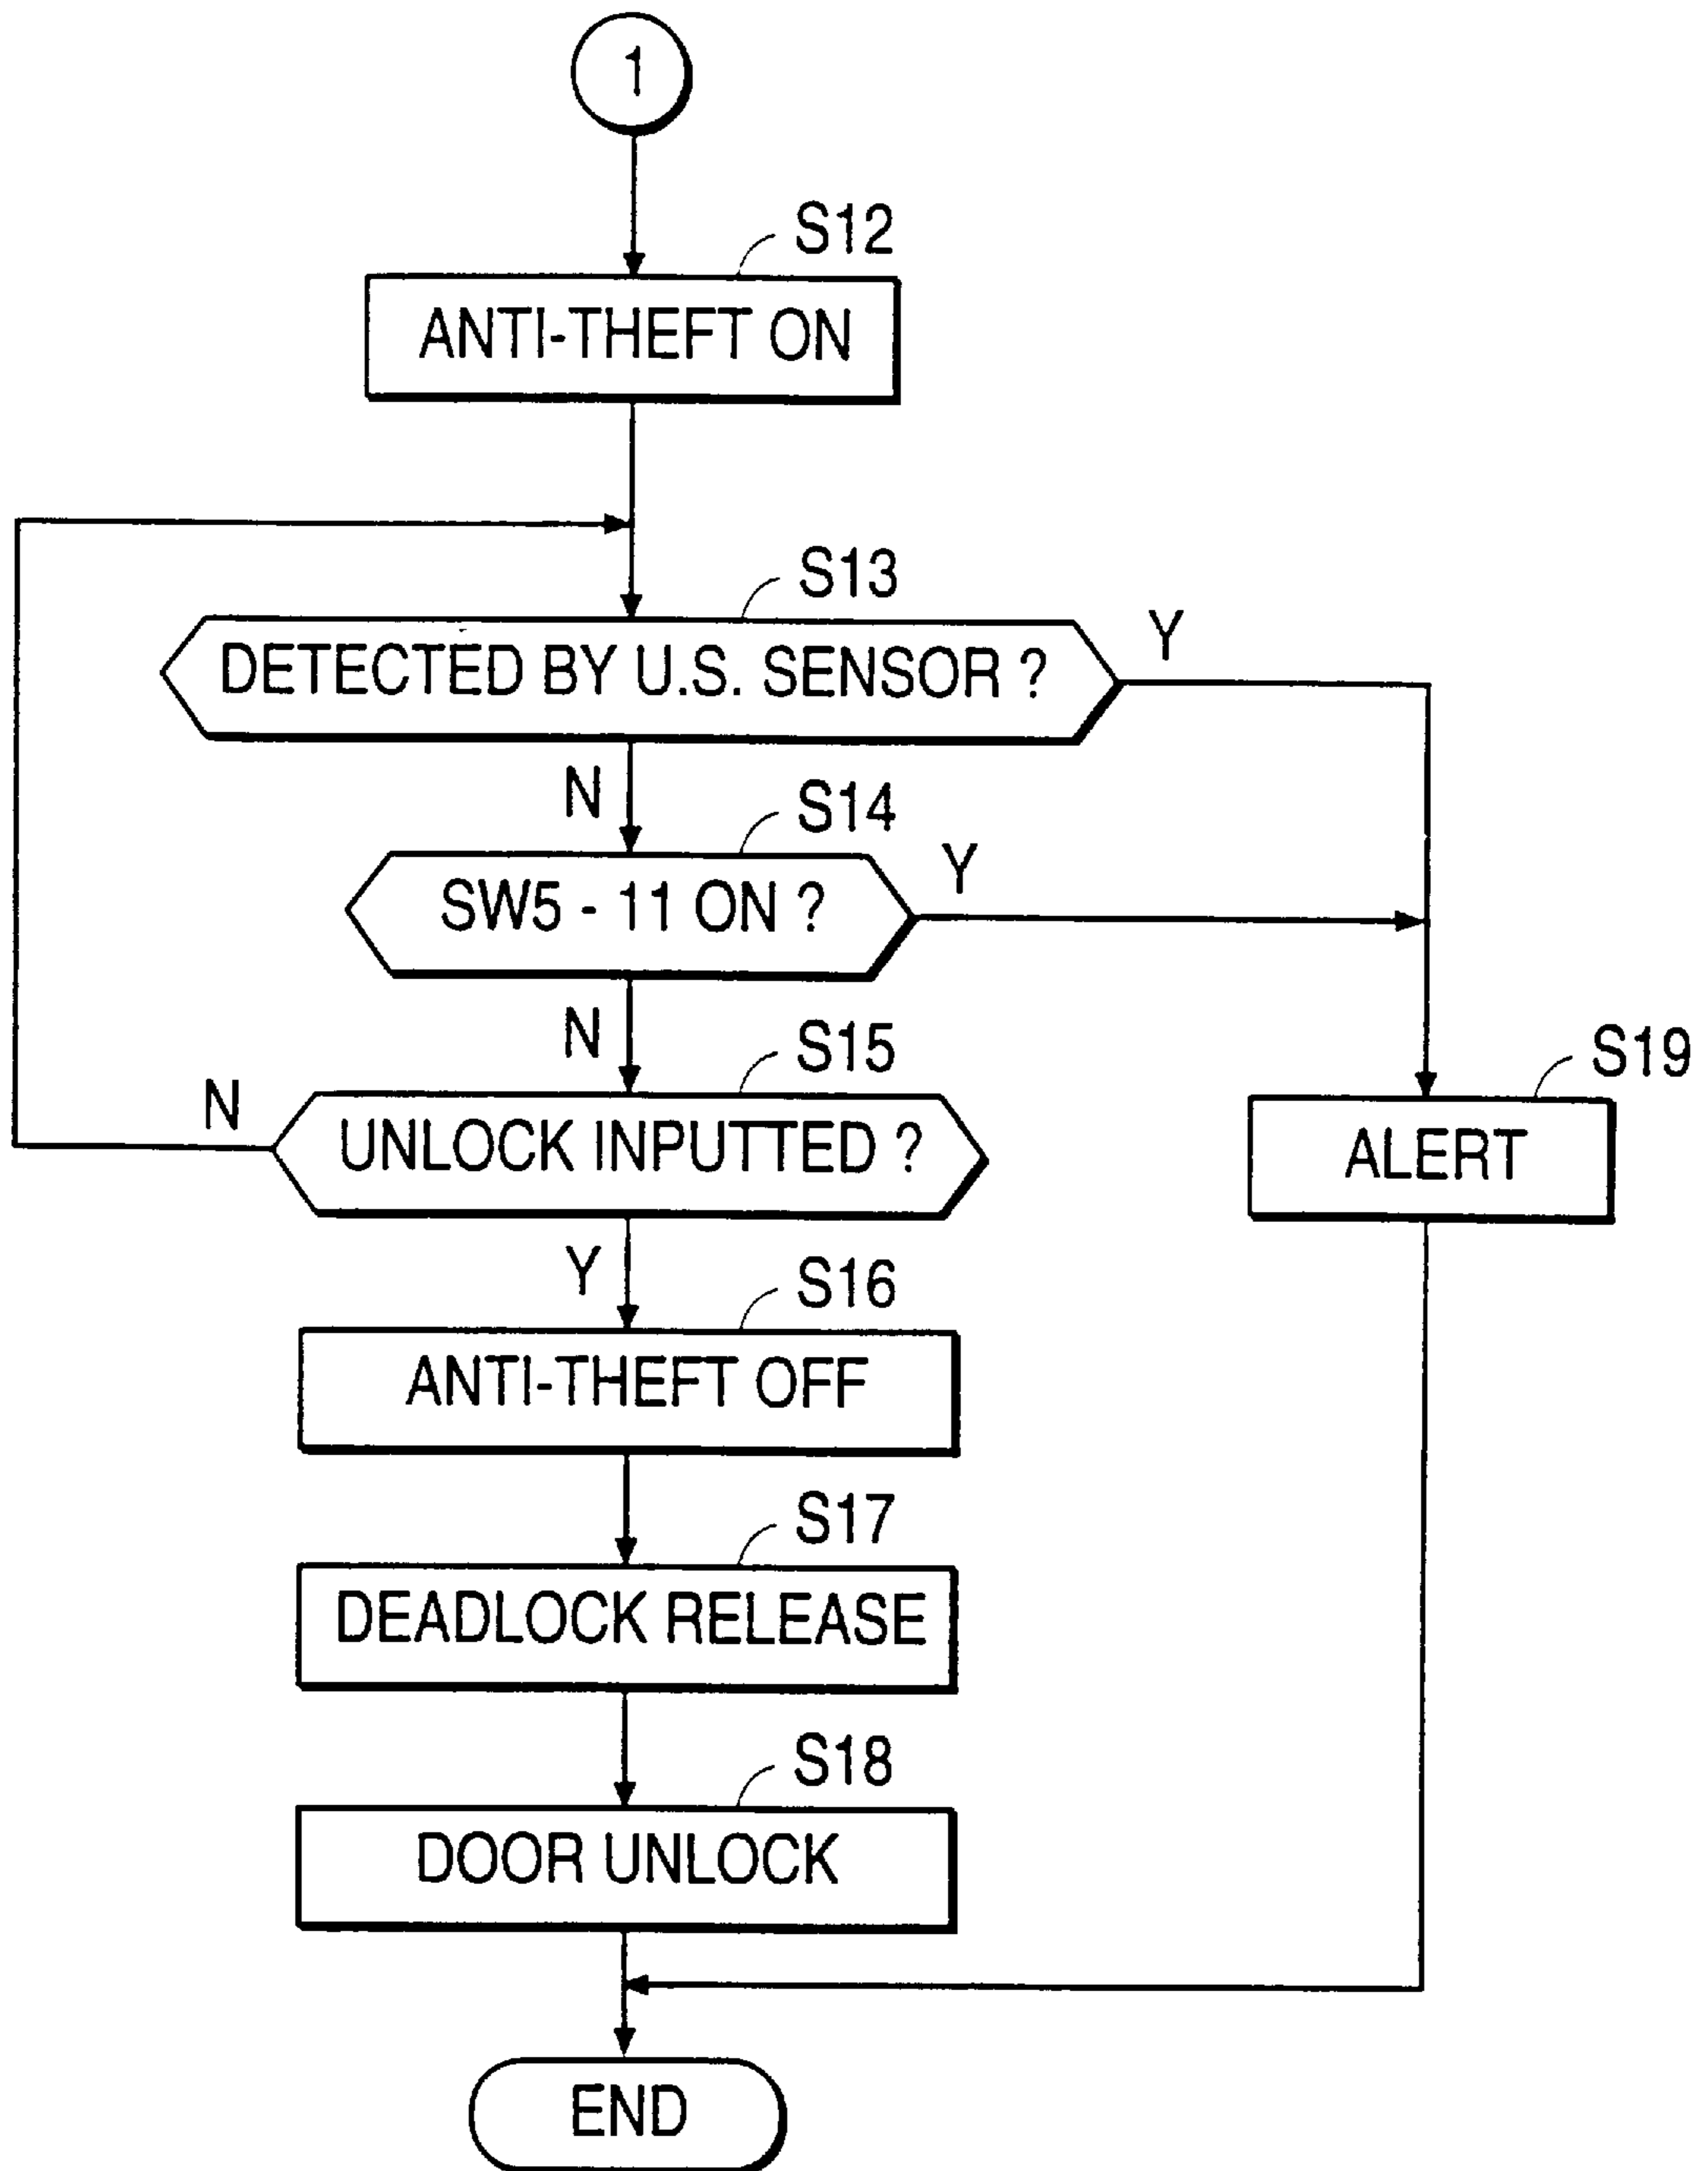 1
S12
ANTI-THEFT ON
S13
DETECTED BY U.S. SENSOR ?
Y
N
S14
SW5 - 11 ON ?
Y
N
S15
UNLOCK INPUTTED ?
N
S19
ALERT
Y
S16
ANTI-THEFT OFF
S17
DEADLOCK RELEASE
S18
DOOR UNLOCK
END